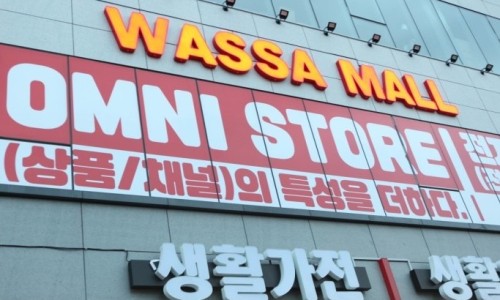 WASSA MALL
OMNI STORE
(상품/채널)의 특성을 더하다.
생활가전
생활